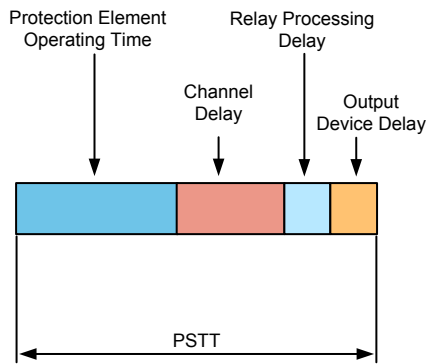 Protection Element
Operating Time
Relay Processing
Delay
Channel
Delay
Output
Device Delay
PSTT